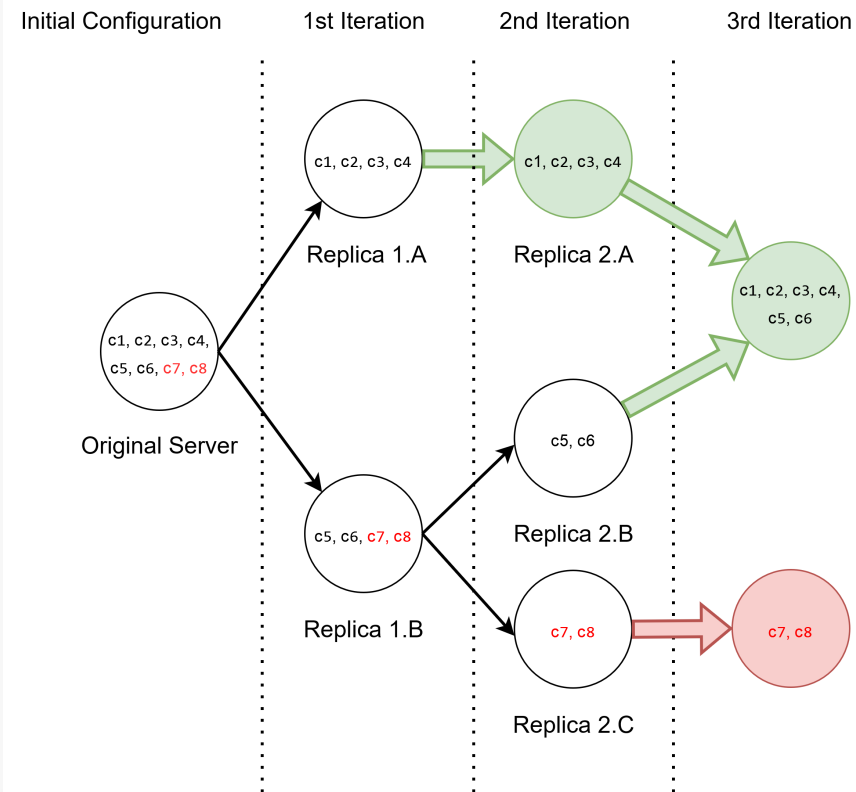 Initial Configuration
1st Iteration
2nd Iteration
3rd Iteration
c1, c2, c3, c4,
c5, c6, c7, c8
Original Server
c1, c2, c3, c4
Replica 1.A
c5, c6, c7, c8
Replica 1.B
c1, c2, c3, c4
Replica 2.A
c5, c6
Replica 2.B
c7, c8
Replica 2.C
c1, c2, c3, c4,
c5, c6
c7, c8